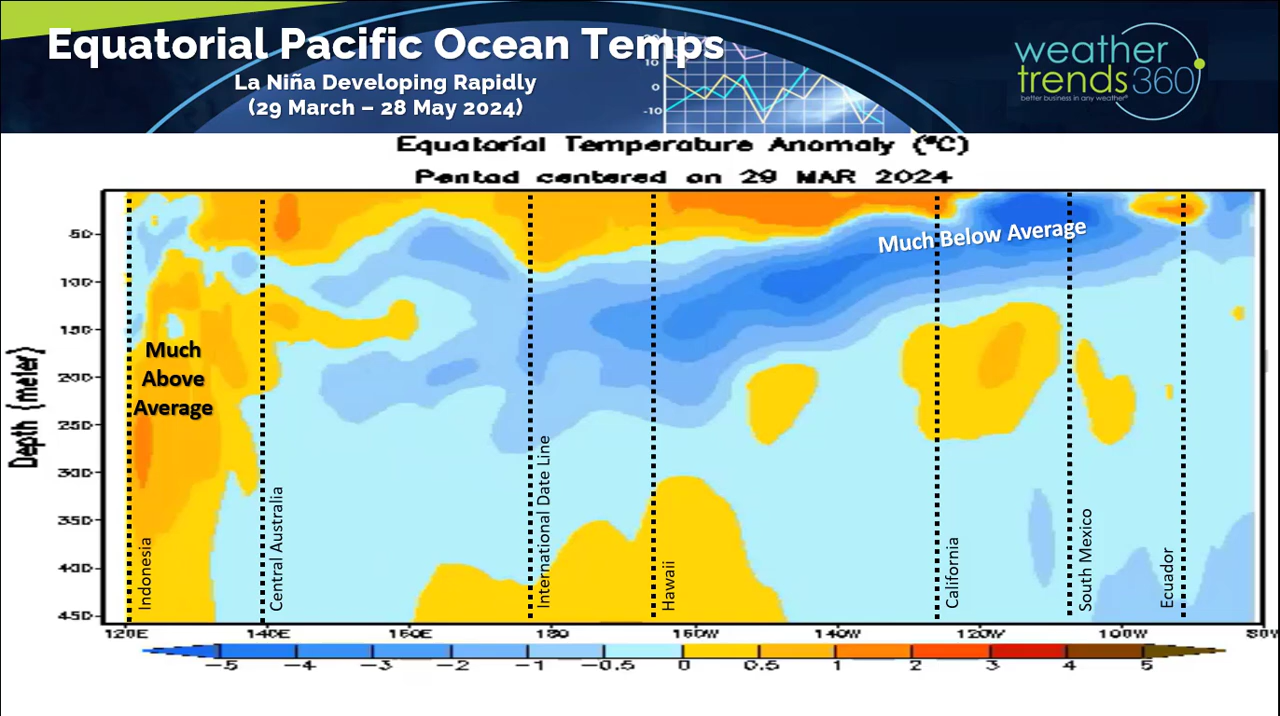 Equatorial Pacific Ocean Temps
La Niña Developing Rapidly
(29 March – 28 May 2024)
0
-10
weather
trends360
better business in any weather®
Equatorial Temperature Anomaly (°C)
Pentad centered on 29 MAR 2024
Depth (meter)
50
100
150
200
250
300
350
400
450
Much Below Average
Much
Above
Average
Indonesia
Central Australia
International Date Line
Hawaii
California
South Mexico
Ecuador
120E 140E 160E 180 160W 140W 120W 100W 80W
-5 -4 -3 -2 -1 -0.5 0 0.5 1 2 3 4 5